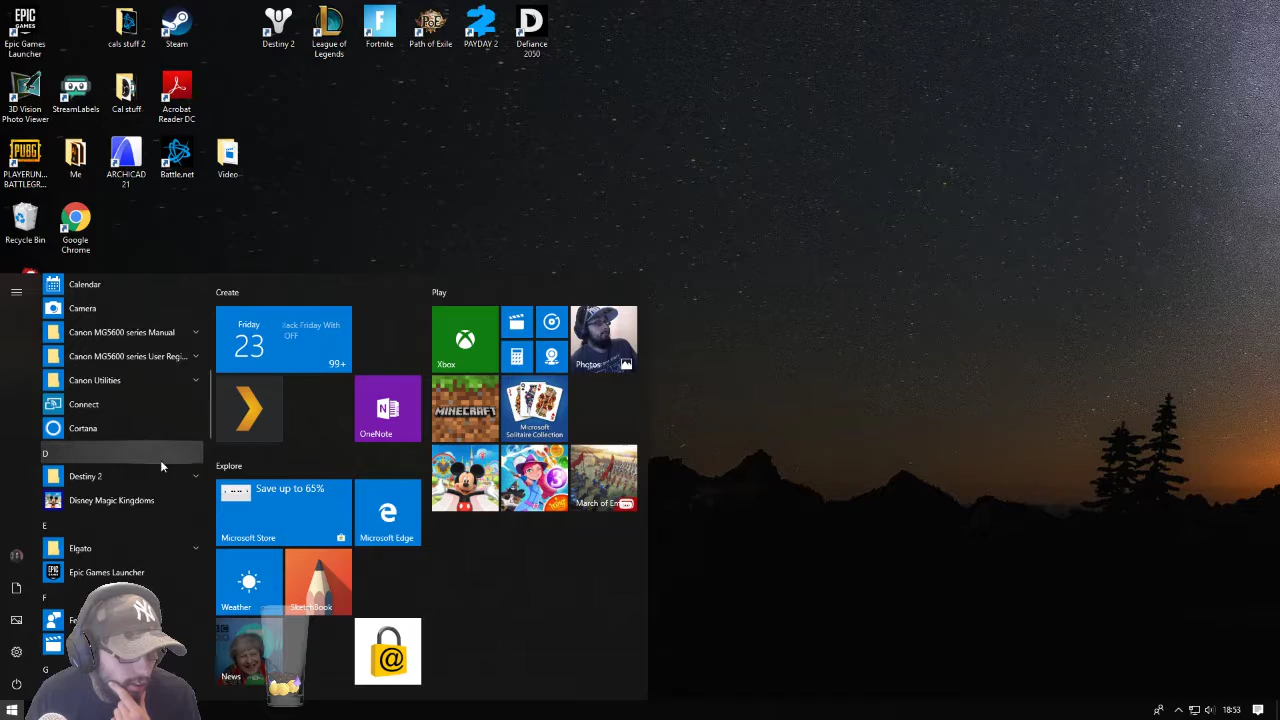 EPIC
GAMES
Epic Games
Launcher
cals stuff 2
Steam
Destiny 2
League of
Legends
Fortnite
Path of Exile
PAYDAY 2
Defiance
2050
3D Vision
Photo Viewer
StreamLabels
Cal stuff
Acrobat
Reader DC
PUBG
PLAYERUN...
BATTLEGR...
Me
ARCHICAD
21
Battle.net
Video
Recycle Bin
Google
Chrome
Calendar
Camera
Canon MG5600 series Manual
Canon MG5600 series User Regi...
Canon Utilities
Connect
Cortana
D
Destiny 2
Disney Magic Kingdoms
E
Elgato
Epic Games Launcher
F
G
Create
Friday
23
lack Friday With
OFF
99+
OneNote
Explore
Save up to 65%
Microsoft Store
Microsoft Edge
Weather
SketchBook
News
Play
Xbox
Photos
MINECRAFT
Microsoft
Solitaire Collection
March of Em
18:53